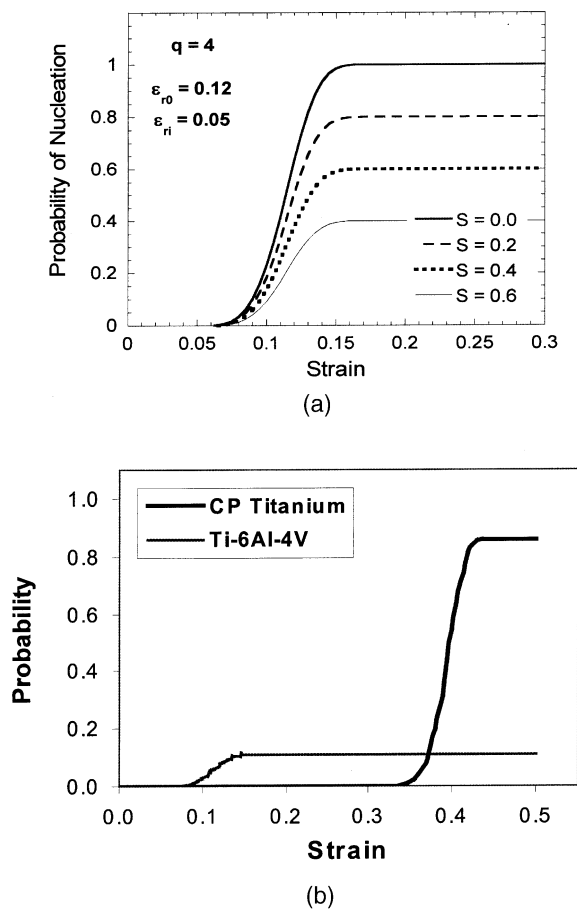 q = 4
εr0 = 0.12
εri = 0.05
Probability of Nucleation
1
0.8
0.6
0.4
0.2
0
S = 0.0
S = 0.2
S = 0.4
S = 0.6
0 0.05 0.1 0.15 0.2 0.25 0.3
Strain
(a)
CP Titanium
Ti-6Al-4V
Probability
1.0
0.8
0.6
0.4
0.2
0.0
0.0 0.1 0.2 0.3 0.4 0.5
Strain
(b)